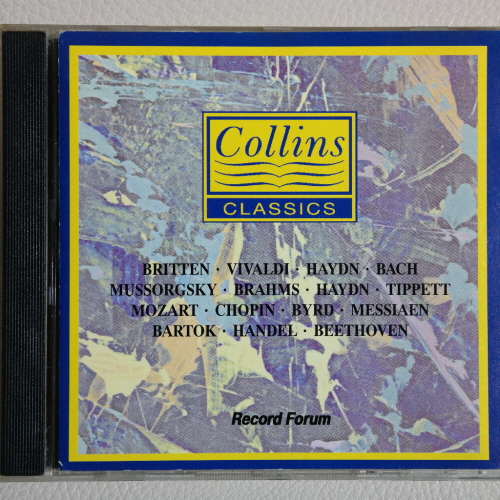 Collins
CLASSICS
BRITTEN · VIVALDI · HAYDN · BACH
MUSSORGSKY · BRAHMS · HAYDN · TIPPETT
MOZART · CHOPIN · BYRD · MESSIAEN
BARTOK · HANDEL · BEETHOVEN
Record Forum